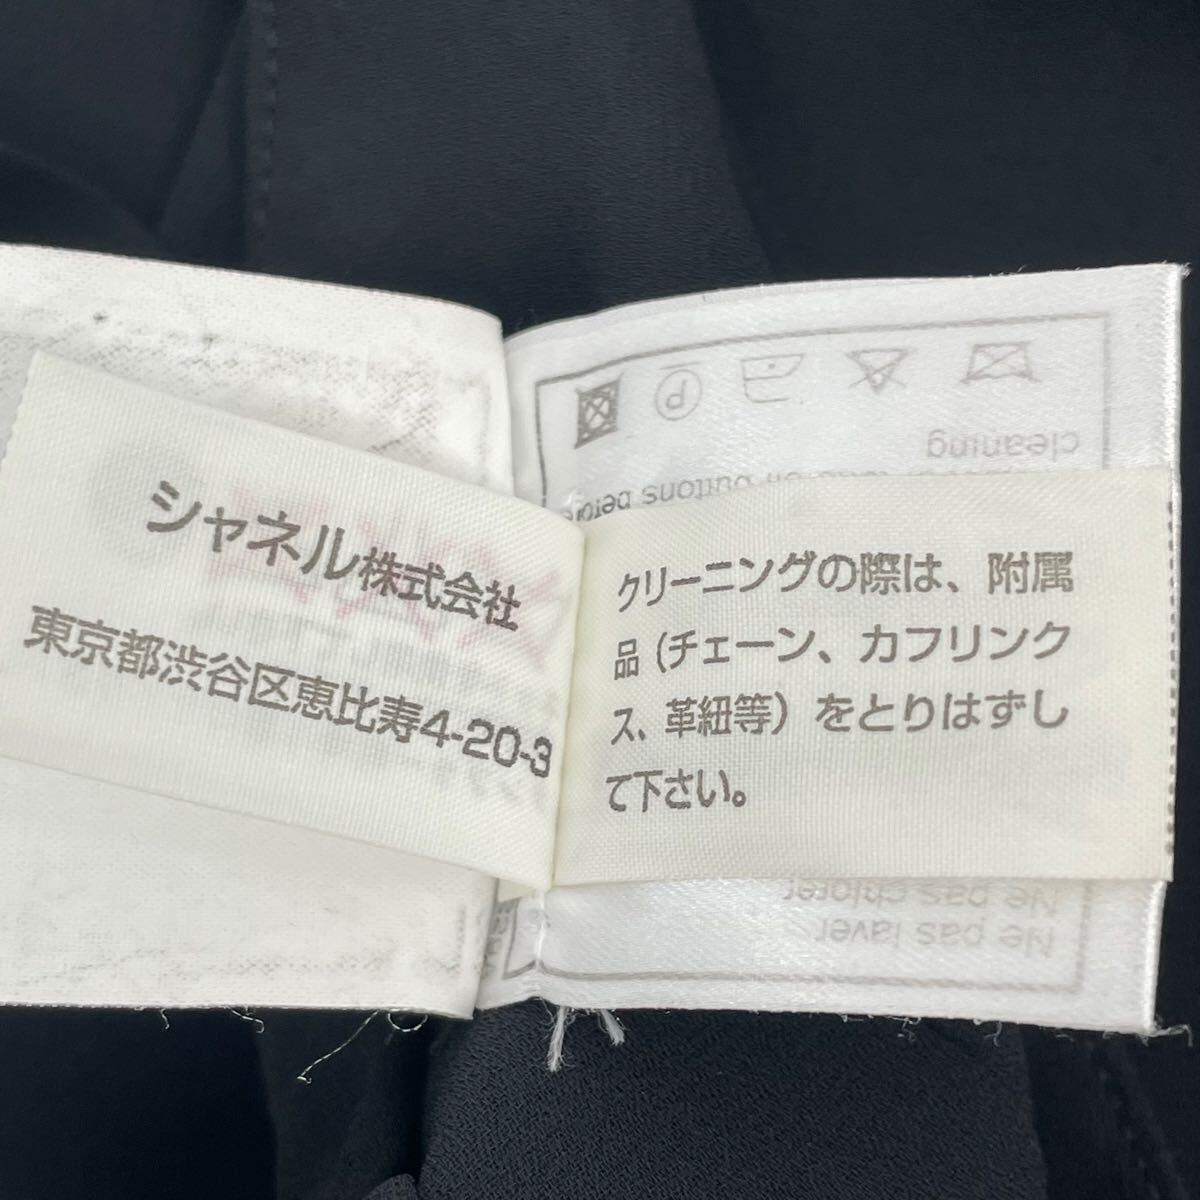 シャネル株式会社
東京都渋谷区恵比寿4-20-3
クリーニングの際は、附属
品（チェーン、カフリンク
ス、革紐等）をとりはずし
て下さい。
P
cleaning
on buttons before
Ne pas chlorer
Ne pas laver